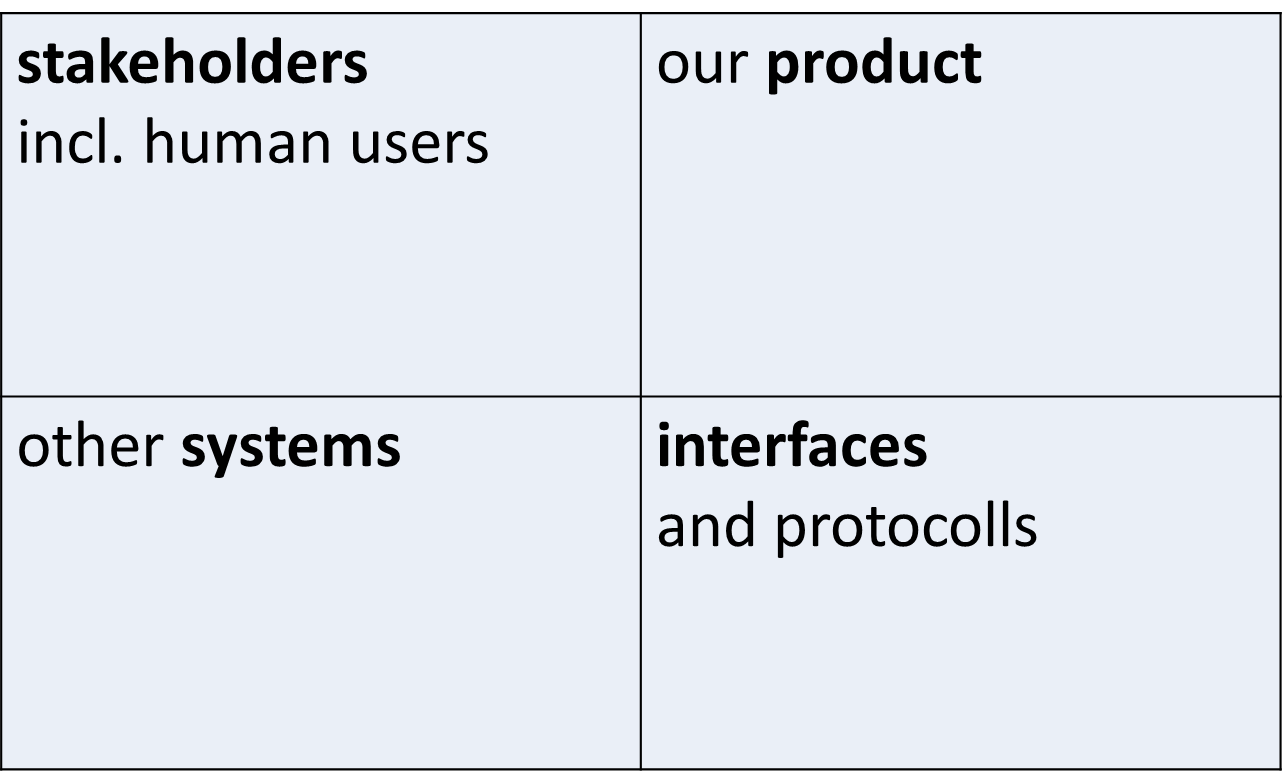 stakeholders
incl. human users
our product
other systems
interfaces
and protocolls